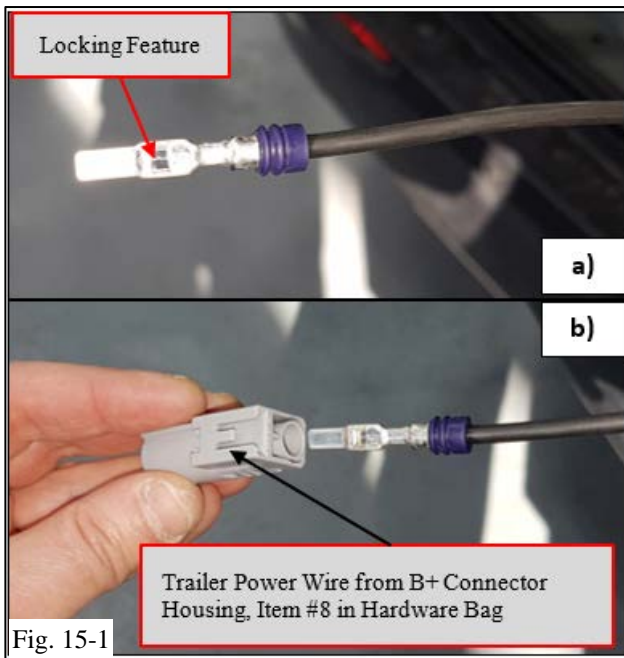 Locking Feature
a)
b)
Trailer Power Wire from B+ Connector
Housing, Item #8 in Hardware Bag
Fig. 15-1